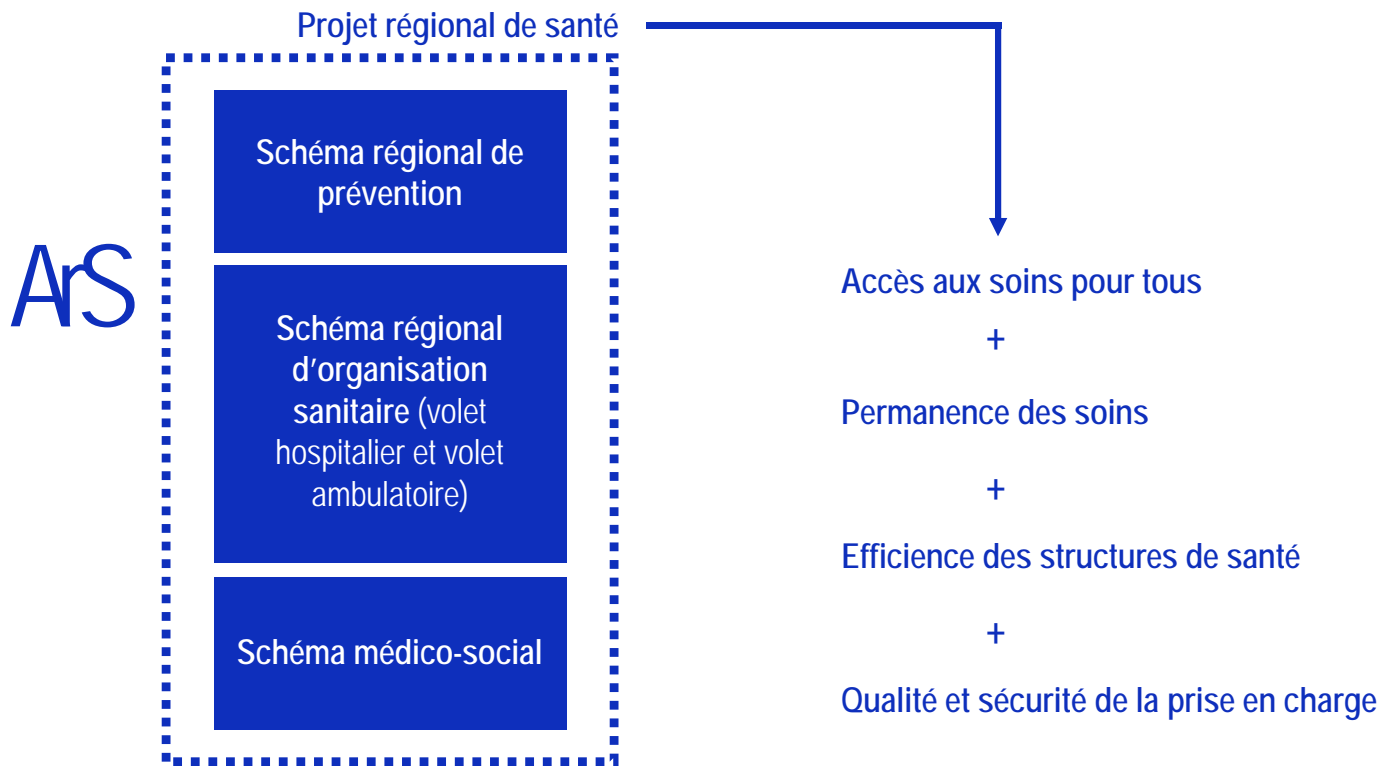 Projet régional de santé
ArS
Schéma régional de
prévention
Schéma régional
d'organisation
sanitaire (volet
hospitalier et volet
ambulatoire)
Schéma médico-social
Accès aux soins pour tous
+
Permanence des soins
+
Efficience des structures de santé
+
Qualité et sécurité de la prise en charge